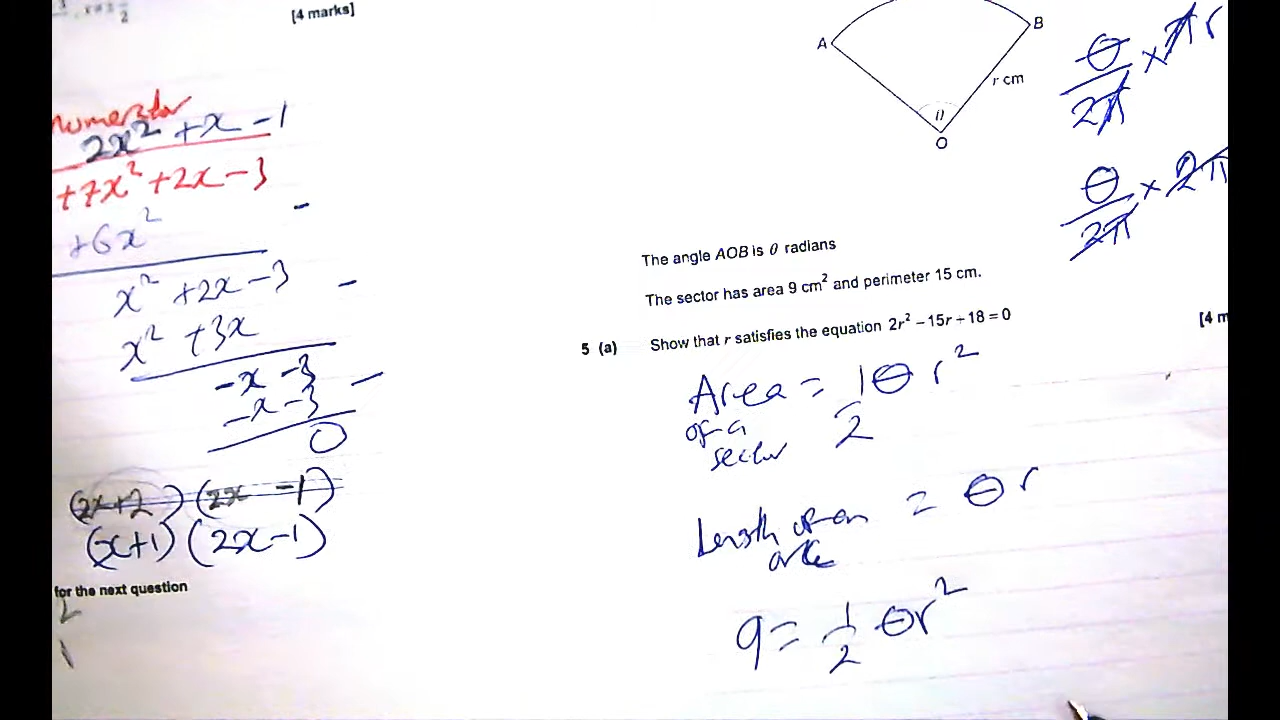 [4 marks]
numerator
2x² + x - 1
+7x² + 2x - 3
+6x²
-
x² + 2x - 3
-
x² + 3x
-x - 3
-
-x - 3
0
(2x+2) (2x - 1)
(x+1) (2x-1)
for the next question
A
B
r cm
θ
O
θ/2π × πr
θ/2π × 2π
The angle AOB is θ radians
The sector has area 9 cm² and perimeter 15 cm.
5 (a) Show that r satisfies the equation 2r² - 15r + 18 = 0
[4 m
Area = 1/2 θ r²
of a
sector
Length of an = θ r
arc
9 = 1/2 θr²